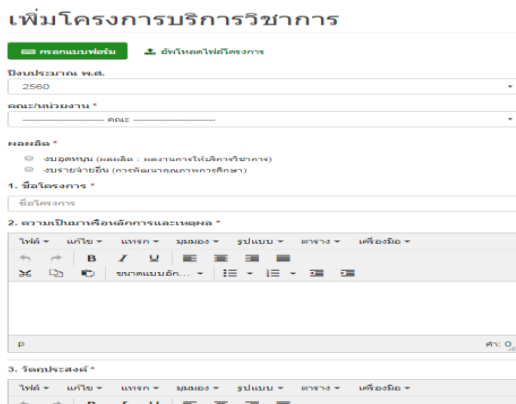 เพิ่มโครงการบริการวิชาการ
กรอกแบบฟอร์ม อัพโหลดไฟล์โครงการ
ปีงบประมาณ พ.ศ.
2560
คณะ/หน่วยงาน *
-------------------- คณะ --------------------
ผลผลิต *
งบอุดหนุน (ผลผลิต : ผลงานการให้บริการวิชาการ)
งบรายจ่ายอื่น (การพัฒนาคุณภาพการศึกษา)
1. ชื่อโครงการ *
ชื่อโครงการ
2. ความเป็นมาหรือหลักการและเหตุผล *
ไฟล์ แก้ไข แทรก มุมมอง รูปแบบ ตาราง เครื่องมือ
B I U
ขนาดแบบอัก...
p คำ: 0
3. วัตถุประสงค์ *
ไฟล์ แก้ไข แทรก มุมมอง รูปแบบ ตาราง เครื่องมือ
B I U